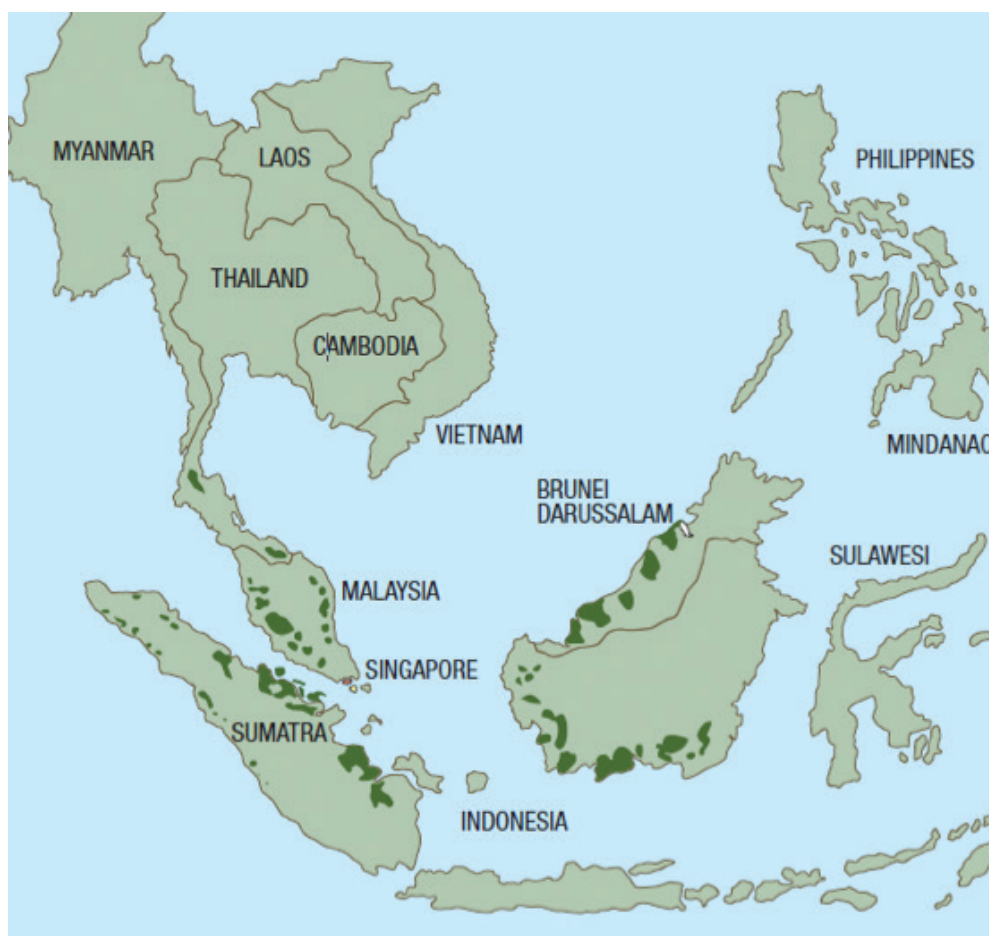 MYANMAR
LAOS
PHILIPPINES
THAILAND
CAMBODIA
VIETNAM
MINDANAO
BRUNEI
DARUSSALAM
SULAWESI
MALAYSIA
SINGAPORE
SUMATRA
INDONESIA